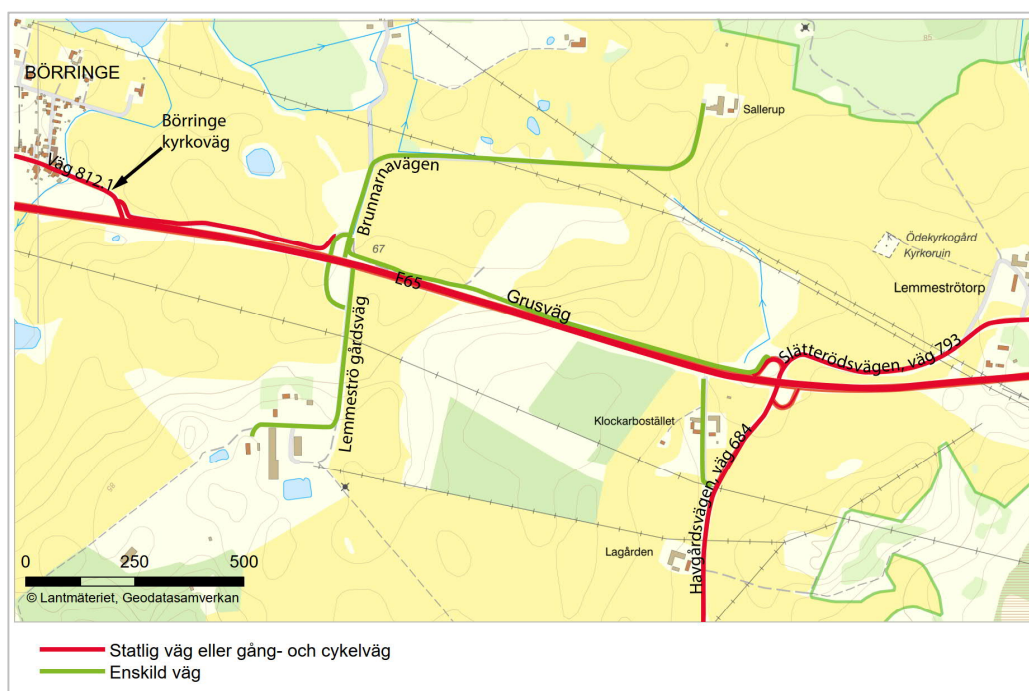 BÖRRINGE
Börringe
kyrkoväg
Väg 812.1
Sallerup
85
Brunnarnavägen
67
E65
Grusväg
Ödekyrkogård
Kyrkoruin
Lemmeströtorp
Slätterödsvägen, väg 793
Lemmeströ gårdsväg
Klockarbostället
Havgårdsvägen, väg 684
Lagården
0 250 500
© Lantmäteriet, Geodatasamverkan
Statlig väg eller gång- och cykelväg
Enskild väg